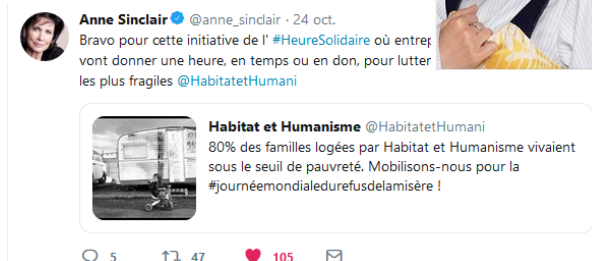 Anne Sinclair @anne_sinclair · 24 oct.
Bravo pour cette initiative de l' #HeureSolidaire où entrep
vont donner une heure, en temps ou en don, pour lutter
les plus fragiles @HabitatetHumani
Habitat et Humanisme @HabitatetHumani
80% des familles logées par Habitat et Humanisme vivaient
sous le seuil de pauvreté. Mobilisons-nous pour la
#journéemondialedurefusdelamisère !
5 47 105